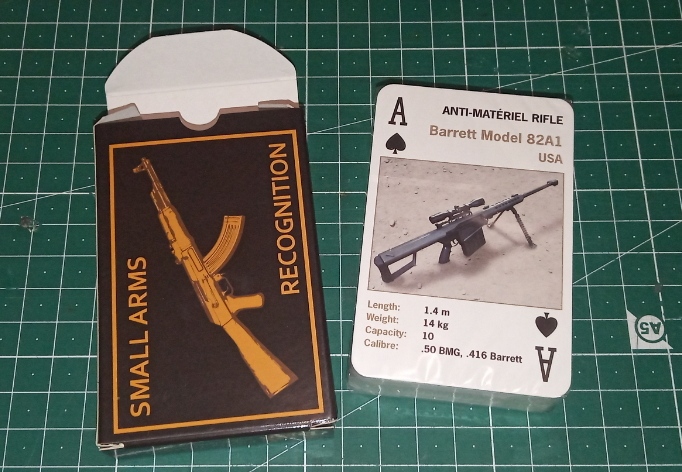 SMALL ARMS
RECOGNITION
A
ANTI-MATÉRIEL RIFLE
Barrett Model 82A1
USA
Length: 1.4 m
Weight: 14 kg
Capacity: 10
Calibre: .50 BMG, .416 Barrett
A
A5